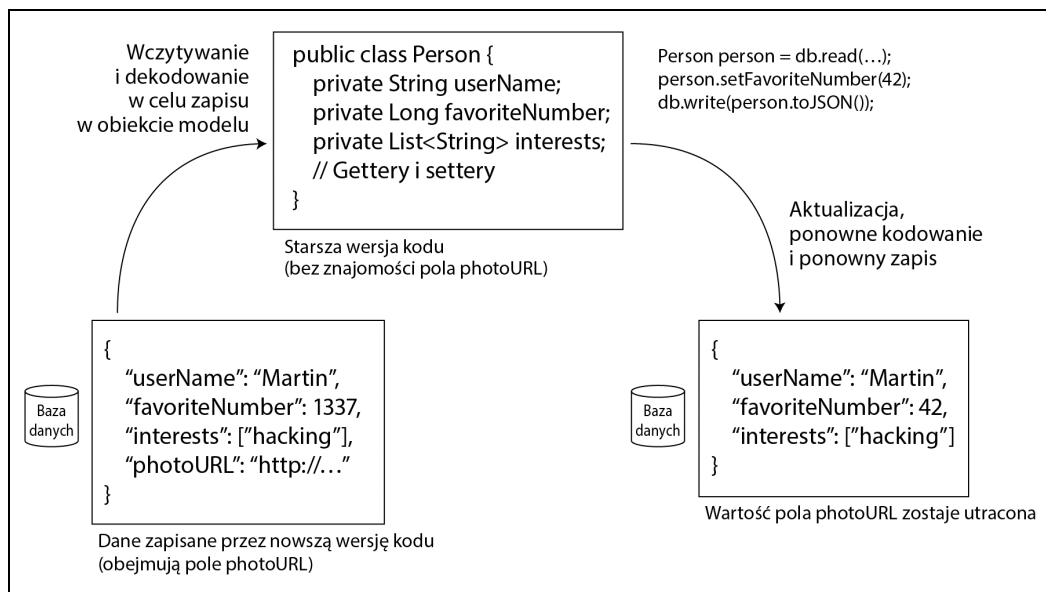 Wczytywanie
i dekodowanie
w celu zapisu
w obiekcie modelu
public class Person {
private String userName;
private Long favoriteNumber;
private List<String> interests;
// Gettery i settery
}
Starsza wersja kodu
(bez znajomości pola photoURL)
Person person = db.read(…);
person.setFavoriteNumber(42);
db.write(person.toJSON());
Aktualizacja,
ponowne kodowanie
i ponowny zapis
Baza
danych
{
“userName”: “Martin”,
“favoriteNumber”: 1337,
“interests”: [”hacking”],
“photoURL”: “http://…”
}
Dane zapisane przez nowszą wersję kodu
(obejmują pole photoURL)
Baza
danych
{
“userName”: “Martin”,
“favoriteNumber”: 42,
“interests”: [”hacking”]
}
Wartość pola photoURL zostaje utracona